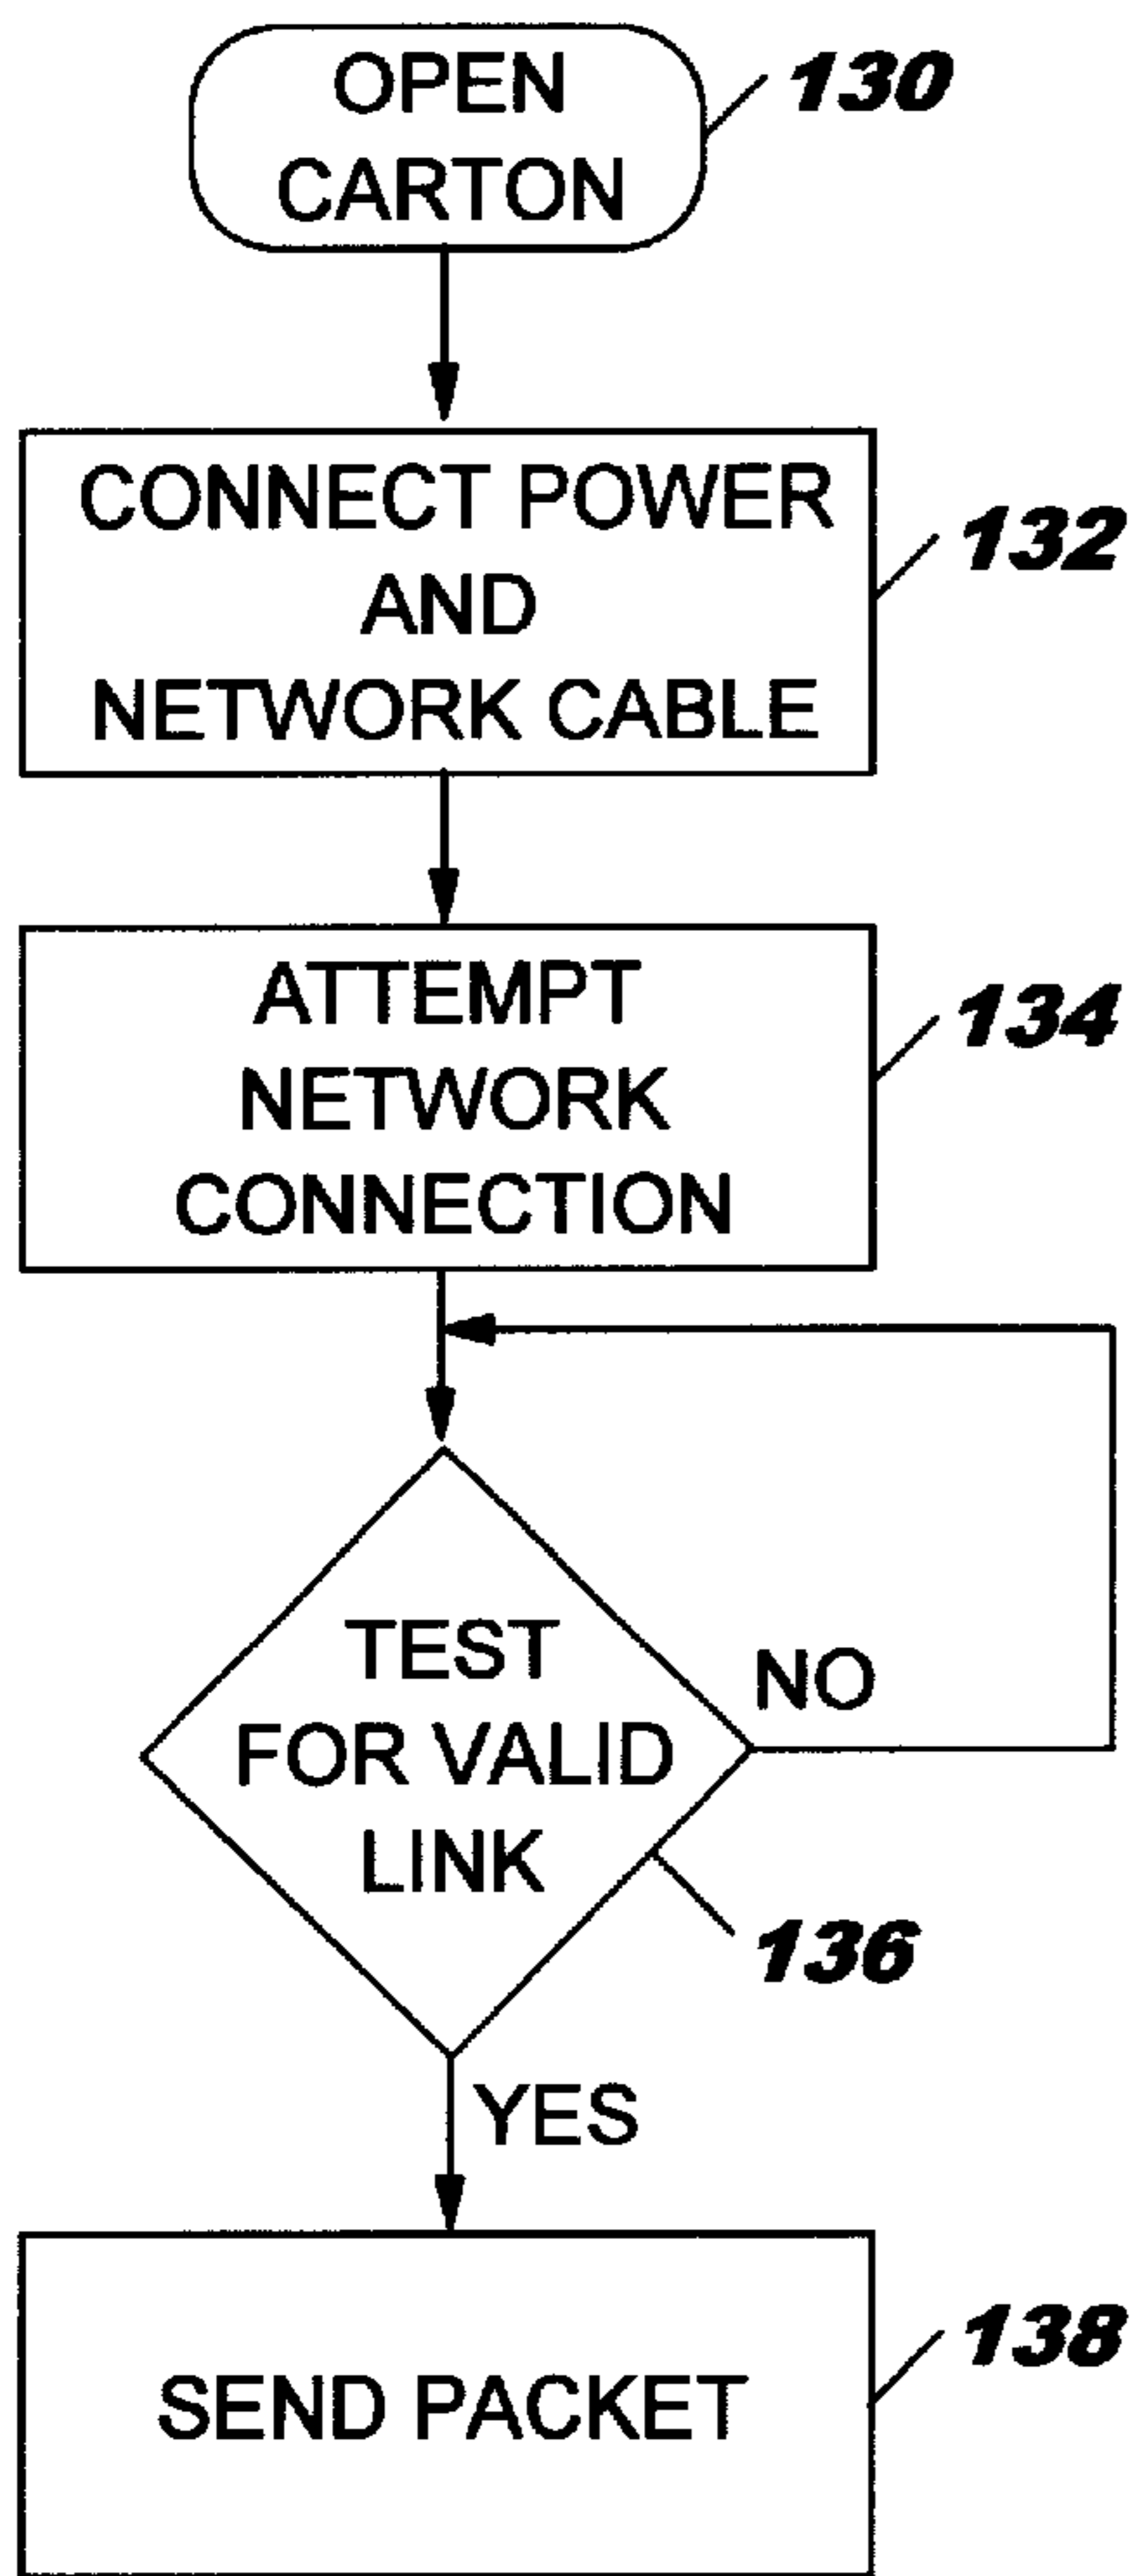 OPEN
CARTON
130
CONNECT POWER
AND
NETWORK CABLE
132
ATTEMPT
NETWORK
CONNECTION
134
TEST
FOR VALID
LINK
NO
136
YES
SEND PACKET
138